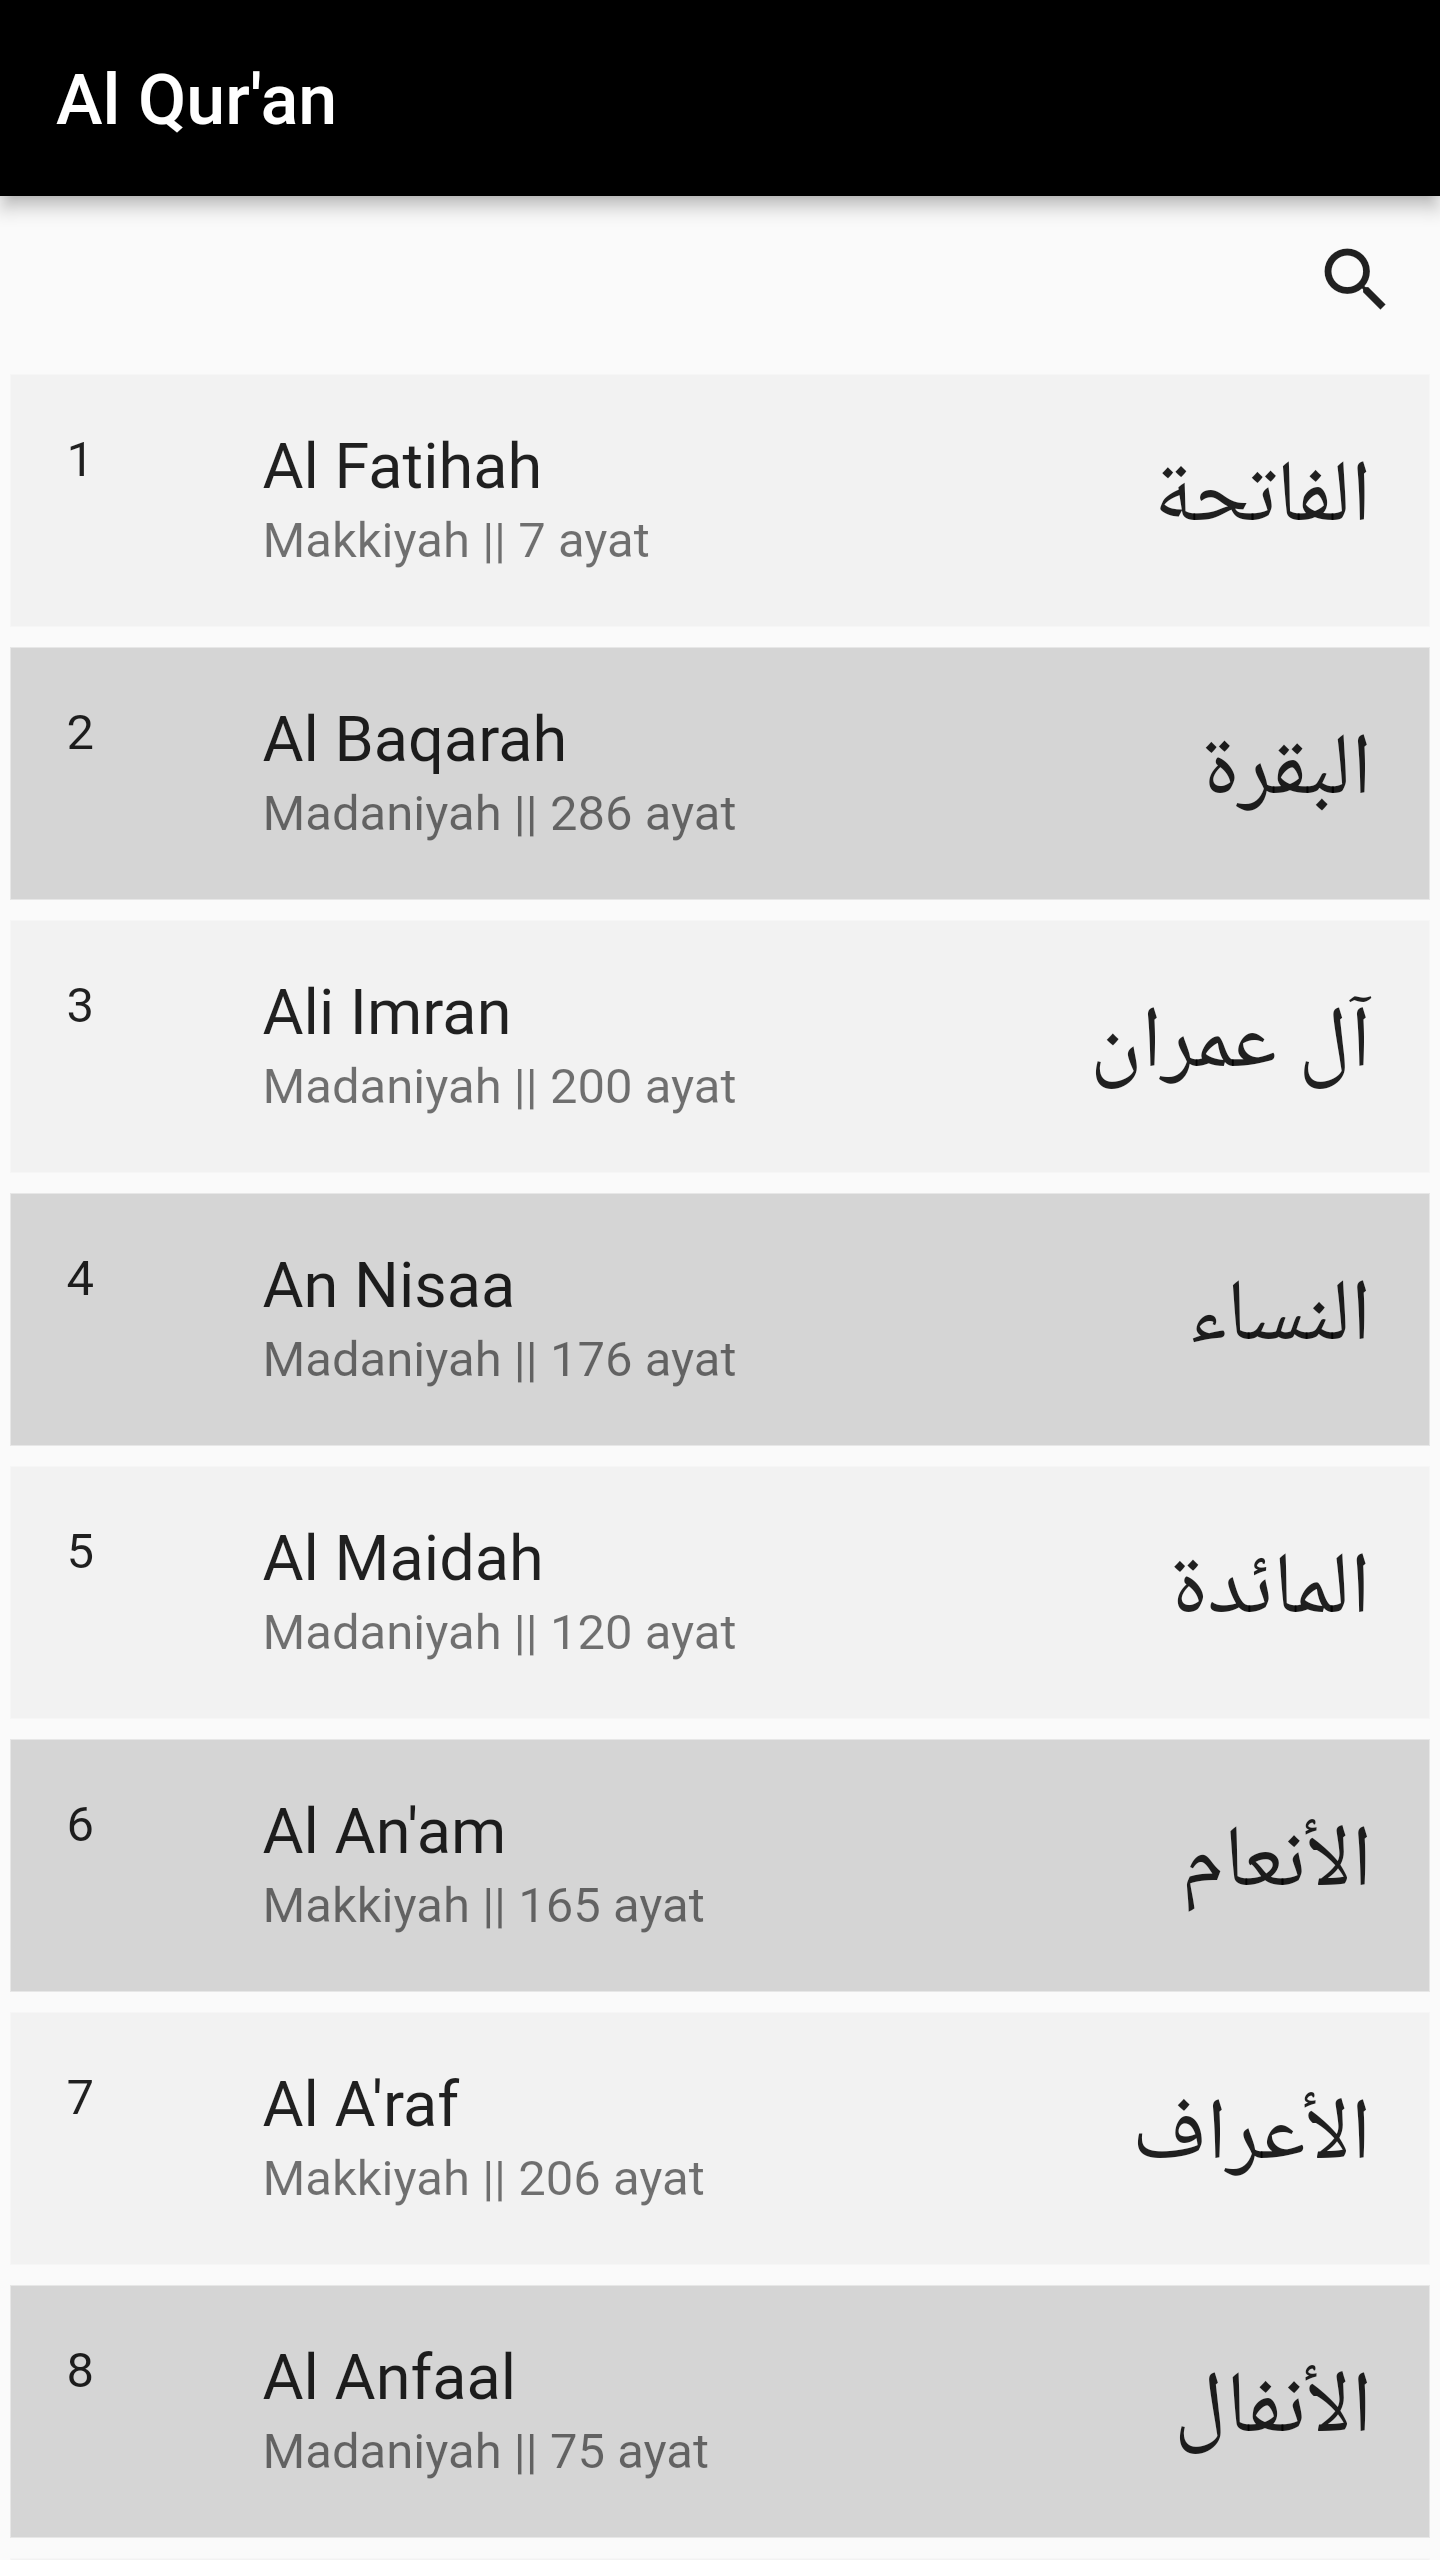 Al Qur'an
1
Al Fatihah
الفاتحة
Makkiyah || 7 ayat
2
Al Baqarah
البقرة
Madaniyah || 286 ayat
3
Ali Imran
آل عمران
Madaniyah || 200 ayat
4
An Nisaa
النساء
Madaniyah || 176 ayat
5
Al Maidah
المائدة
Madaniyah || 120 ayat
6
Al An'am
الأنعام
Makkiyah || 165 ayat
7
Al A'raf
الأعراف
Makkiyah || 206 ayat
8
Al Anfaal
الأنفال
Madaniyah || 75 ayat